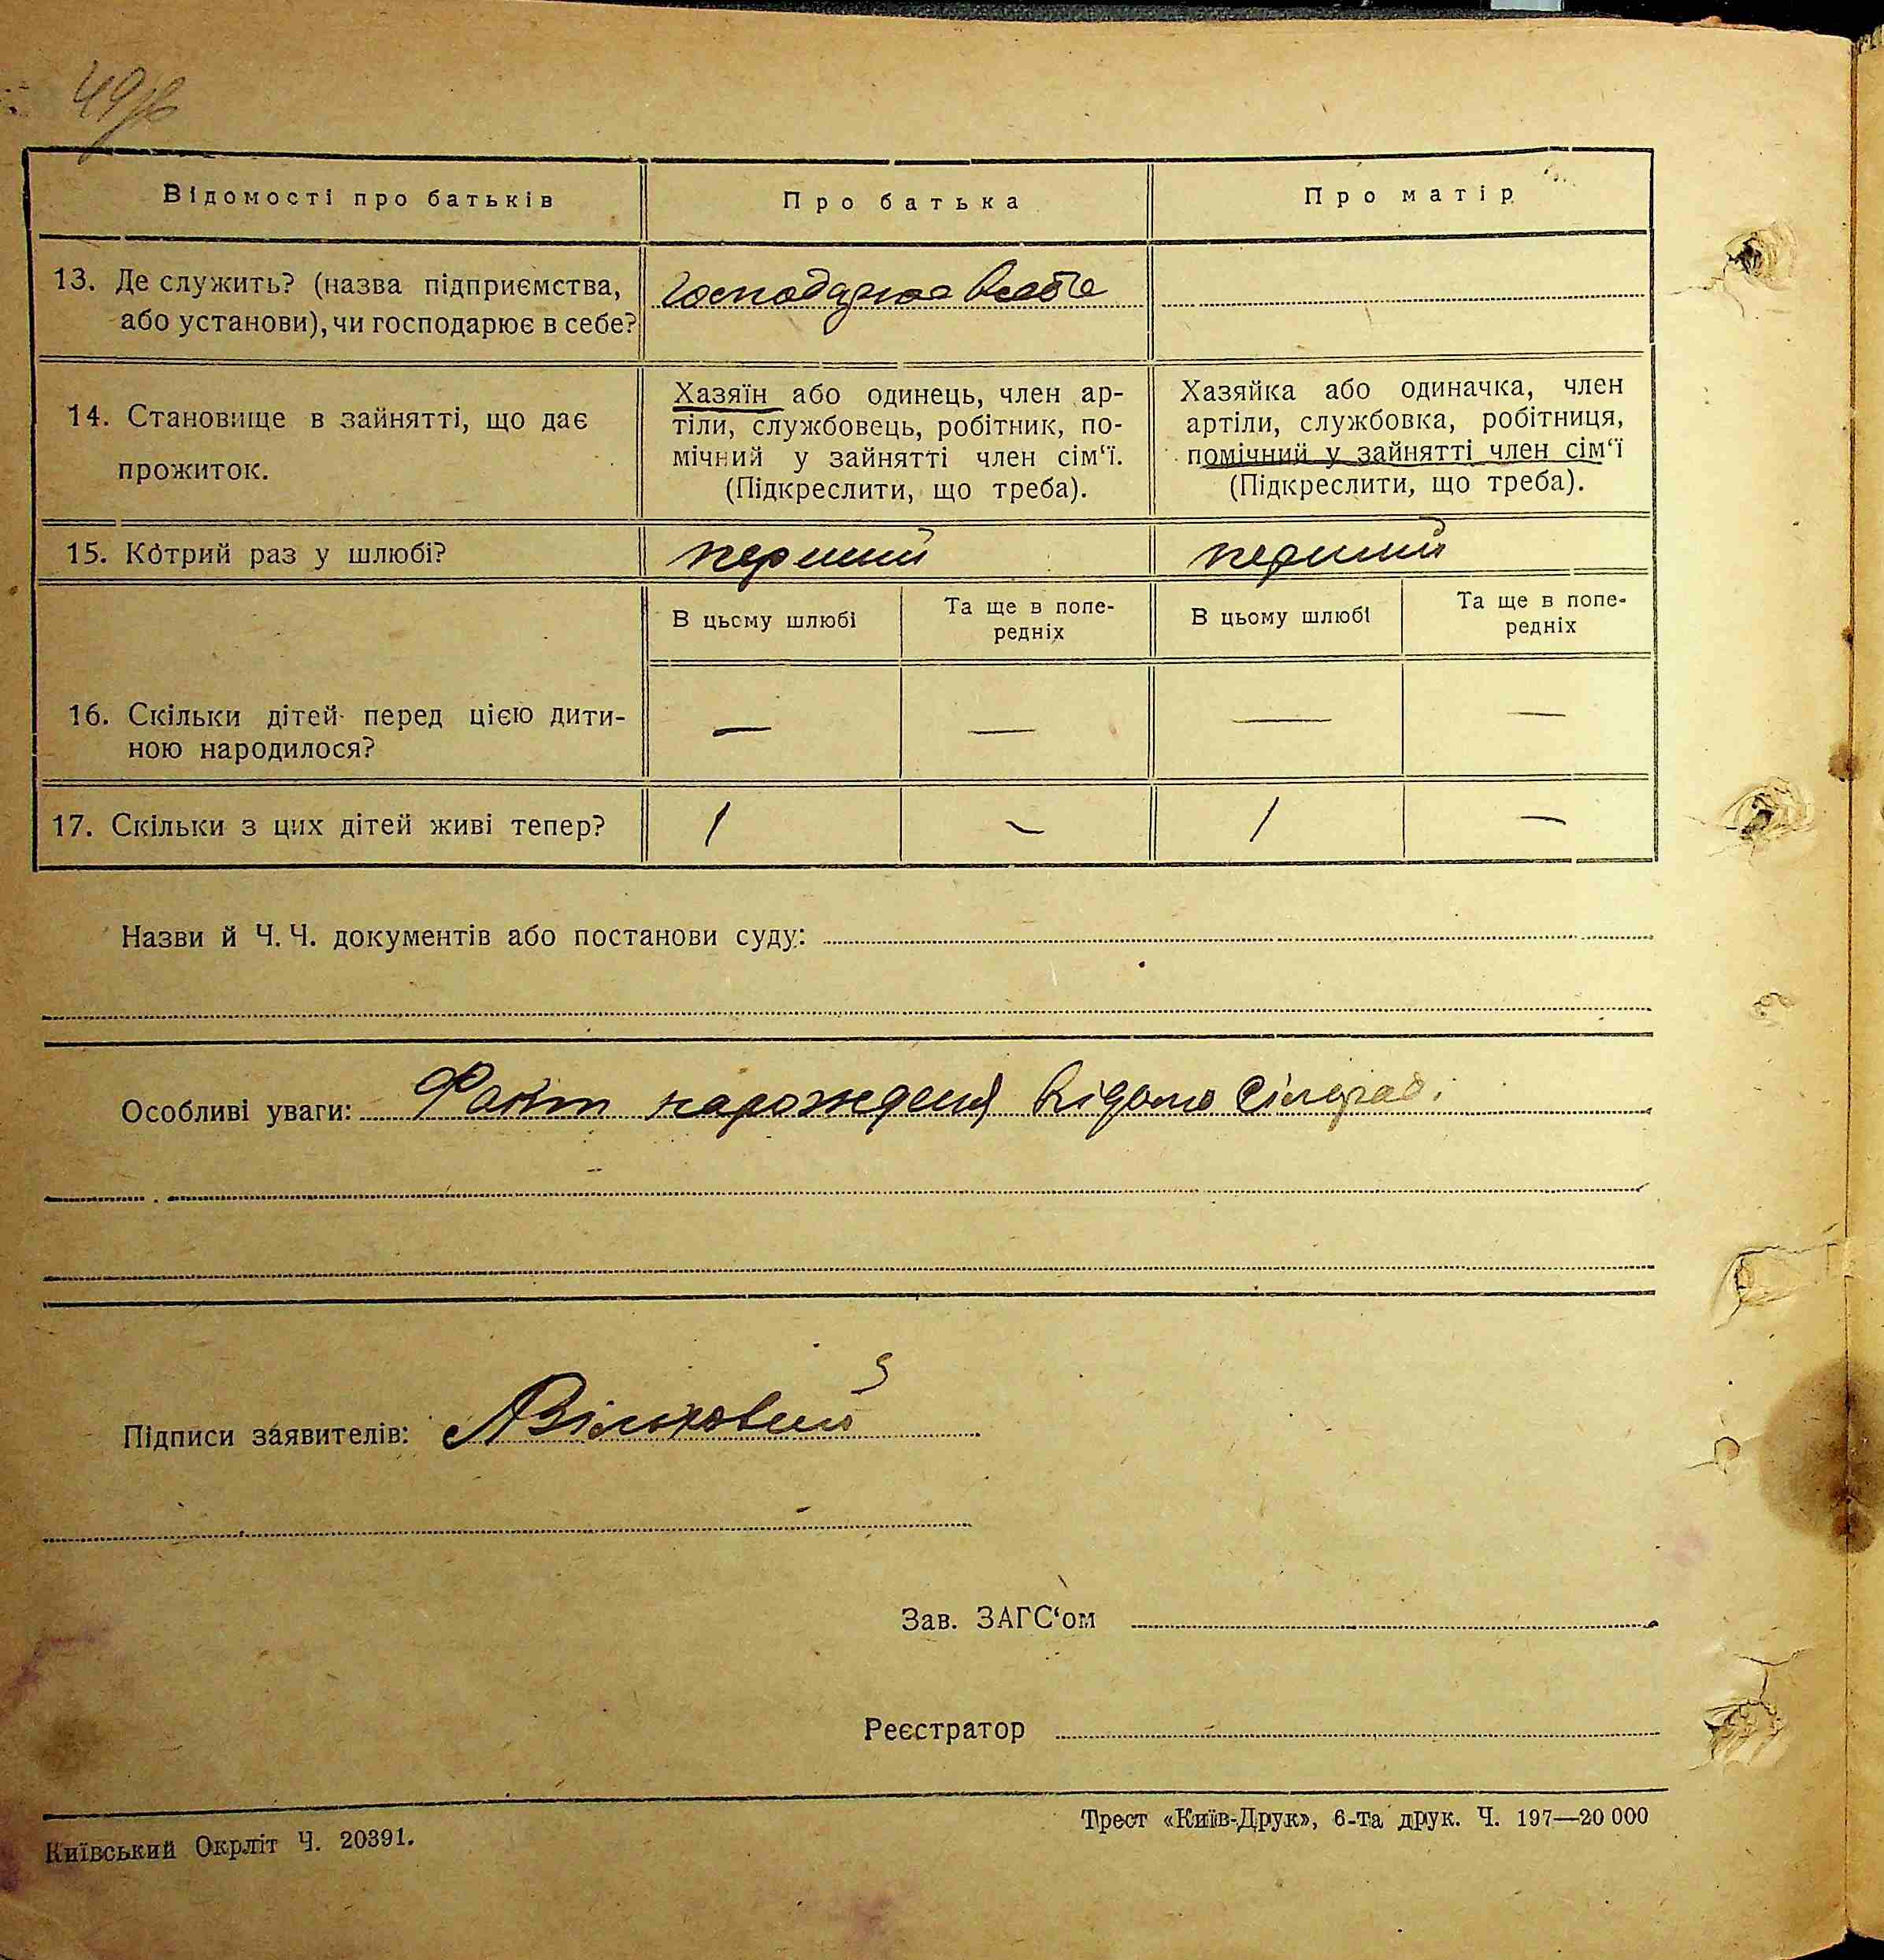 49зв
Відомості про батьків
Про батька
Про матір
13. Де служить? (назва підприємства,
або установи), чи господарює в себе?
господарює в себе
14. Становище в зайнятті, що дає
прожиток.
Хазяїн або одинець, член ар-
тіли, службовець, робітник, по-
мічний у зайнятті член сім‘ї.
(Підкреслити, що треба).
Хазяйка або одиначка, член
артіли, службовка, робітниця,
помічний у зайнятті член сім‘ї
(Підкреслити, що треба).
15. Котрий раз у шлюбі?
перший
перший
В цьому шлюбі
Та ще в попе-
редніх
В цьому шлюбі
Та ще в попе-
редніх
16. Скільки дітей перед цією дити-
ною народилося?
— — — —
17. Скільки з цих дітей живі тепер?
1 — 1 —
Назви й Ч. Ч. документів або постанови суду:
Особливі уваги: Факт нарождения відомо Сільраді
Підписи заявителів:
Зав. ЗАГС‘ом
Реєстратор
Київський Окрліт Ч. 20391.
Трест «Київ-Друк», 6-та друк. Ч. 197—20 000